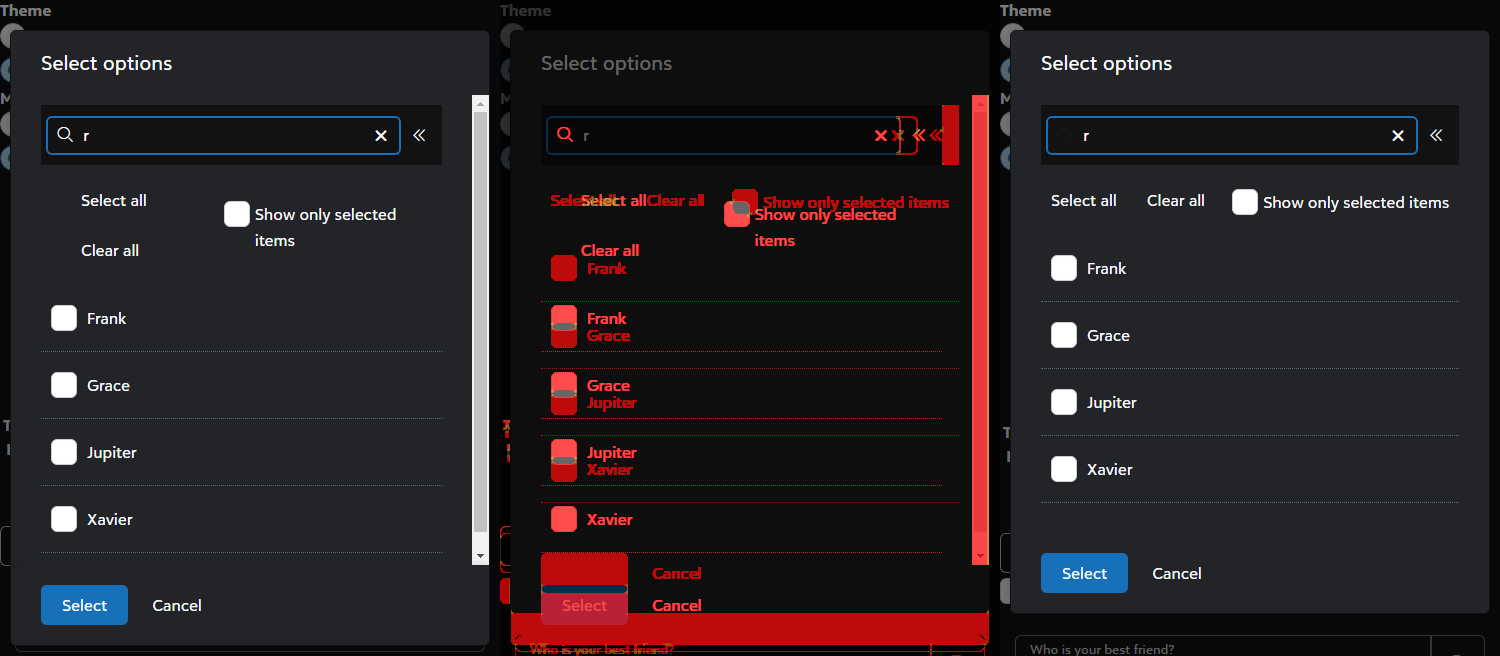 Theme
Select options
r
Select all
Show only selected
items
Clear all
Frank
Grace
Jupiter
Xavier
Select
Cancel
Theme
Select options
r
Select all
Clear all
Show only selected items
Show only selected
items
Clear all
Frank
Frank
Grace
Grace
Jupiter
Jupiter
Xavier
Xavier
Cancel
Select
Cancel
Who is your best friend?
Theme
Select options
r
Select all
Clear all
Show only selected items
Frank
Grace
Jupiter
Xavier
Select
Cancel
Who is your best friend?